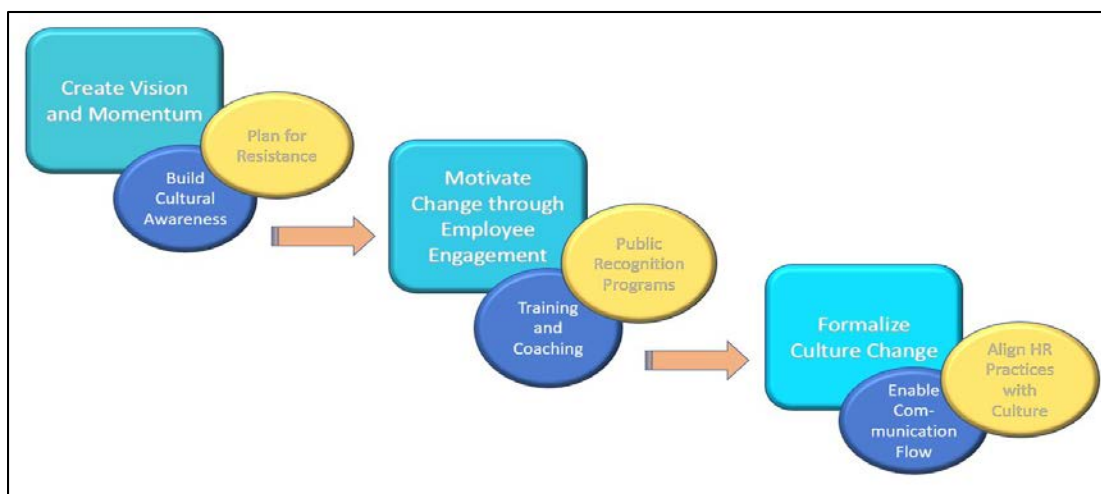 Create Vision
and Momentum
Plan for
Resistance
Build
Cultural
Awareness
Motivate
Change through
Employee
Engagement
Public
Recognition
Programs
Training
and
Coaching
Formalize
Culture Change
Align HR
Practices
with
Culture
Enable
Com-
munication
Flow